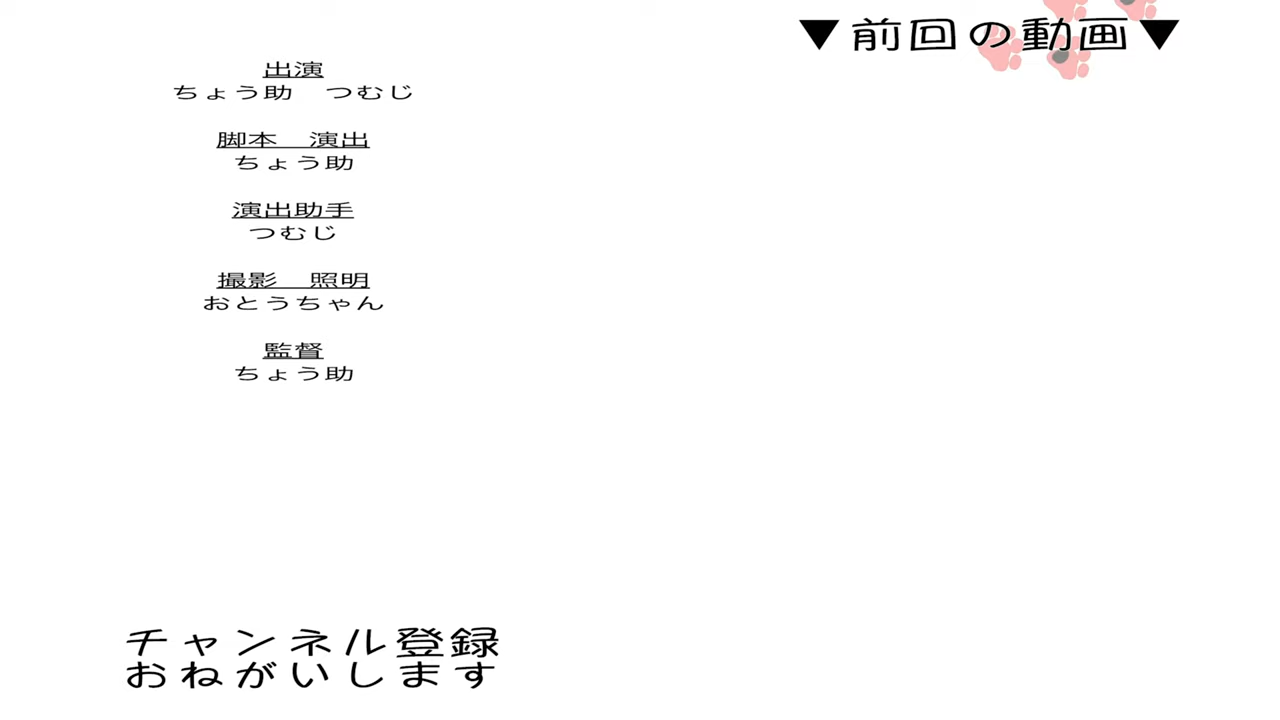 ▼前回の動画▼
出演
ちょう助　つむじ
脚本　演出
ちょう助
演出助手
つむじ
撮影　照明
おとうちゃん
監督
ちょう助
チャンネル登録
おねがいします